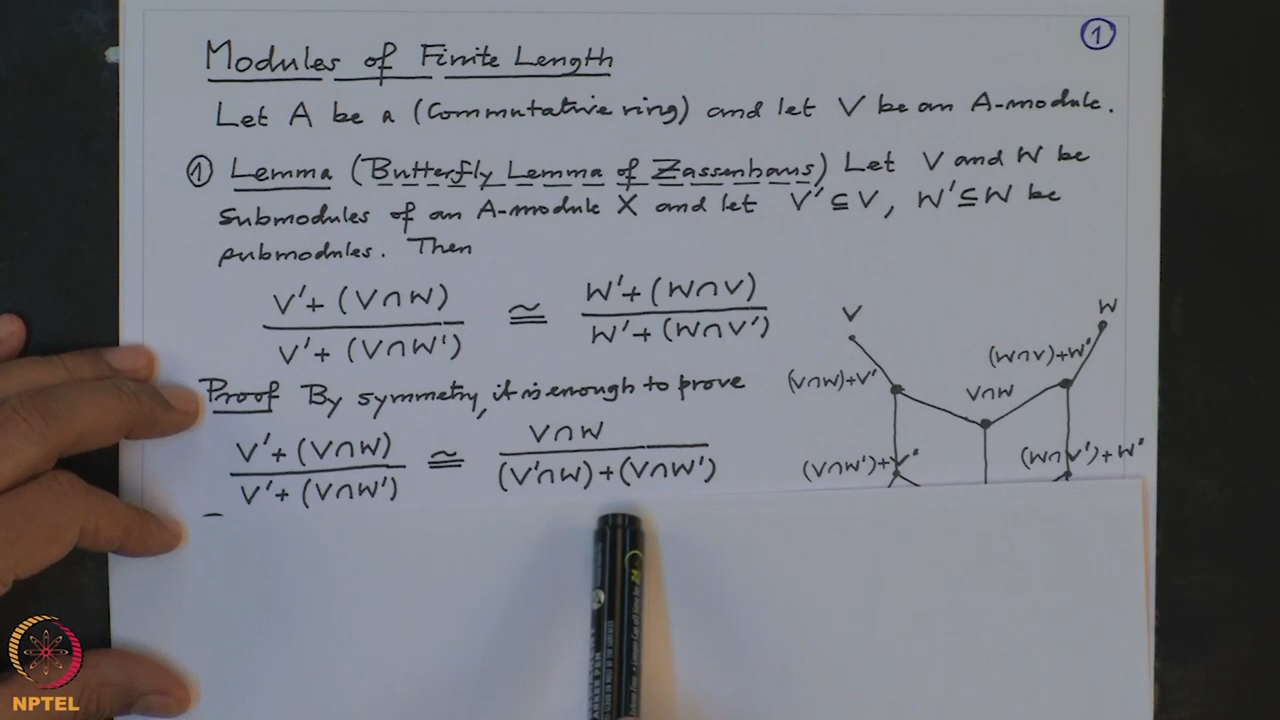 ①
Modules of Finite Length
Let A be a (Commutative ring) and let V be an A-module.
① Lemma (Butterfly Lemma of Zassenhaus) Let V and W be
submodules of an A-module X and let V' ⊆ V, W' ⊆ W be
submodules. Then
V' + (V∩W) / V' + (V∩W') ≅ W' + (W∩V) / W' + (W∩V')
Proof By symmetry, it is enough to prove
V' + (V∩W) / V' + (V∩W') ≅ V∩W / (V'∩W) + (V∩W')
V
W
(W∩V)+W'
(V∩W)+V'
V∩W
(V∩W')+V'
(W∩V')+W'
NPTEL